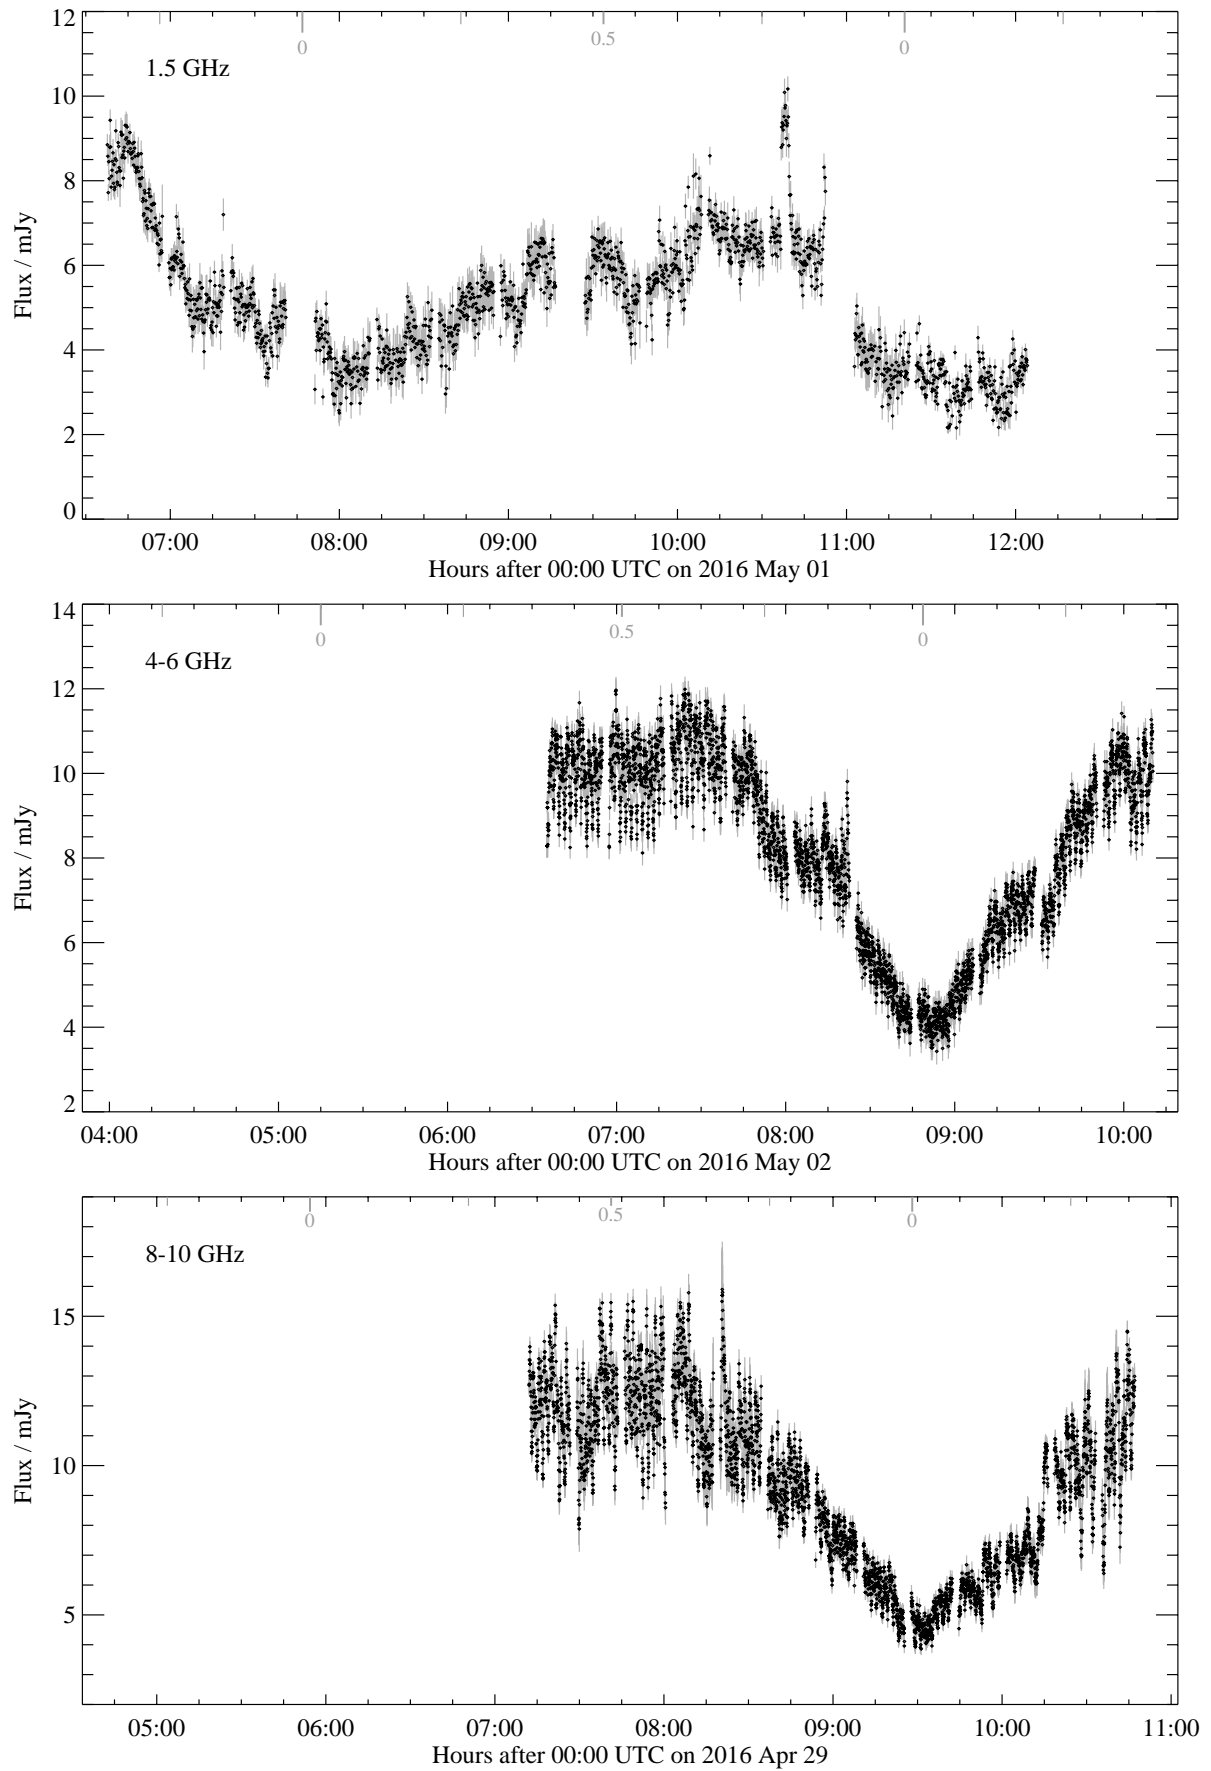 12
10
8
6
4
2
0
Flux / mJy
0
0.5
0
1.5 GHz
07:00 08:00 09:00 10:00 11:00 12:00
Hours after 00:00 UTC on 2016 May 01
14
12
10
8
6
4
2
Flux / mJy
0
0.5
0
4-6 GHz
04:00 05:00 06:00 07:00 08:00 09:00 10:00
Hours after 00:00 UTC on 2016 May 02
15
10
5
Flux / mJy
0
0.5
0
8-10 GHz
05:00 06:00 07:00 08:00 09:00 10:00 11:00
Hours after 00:00 UTC on 2016 Apr 29